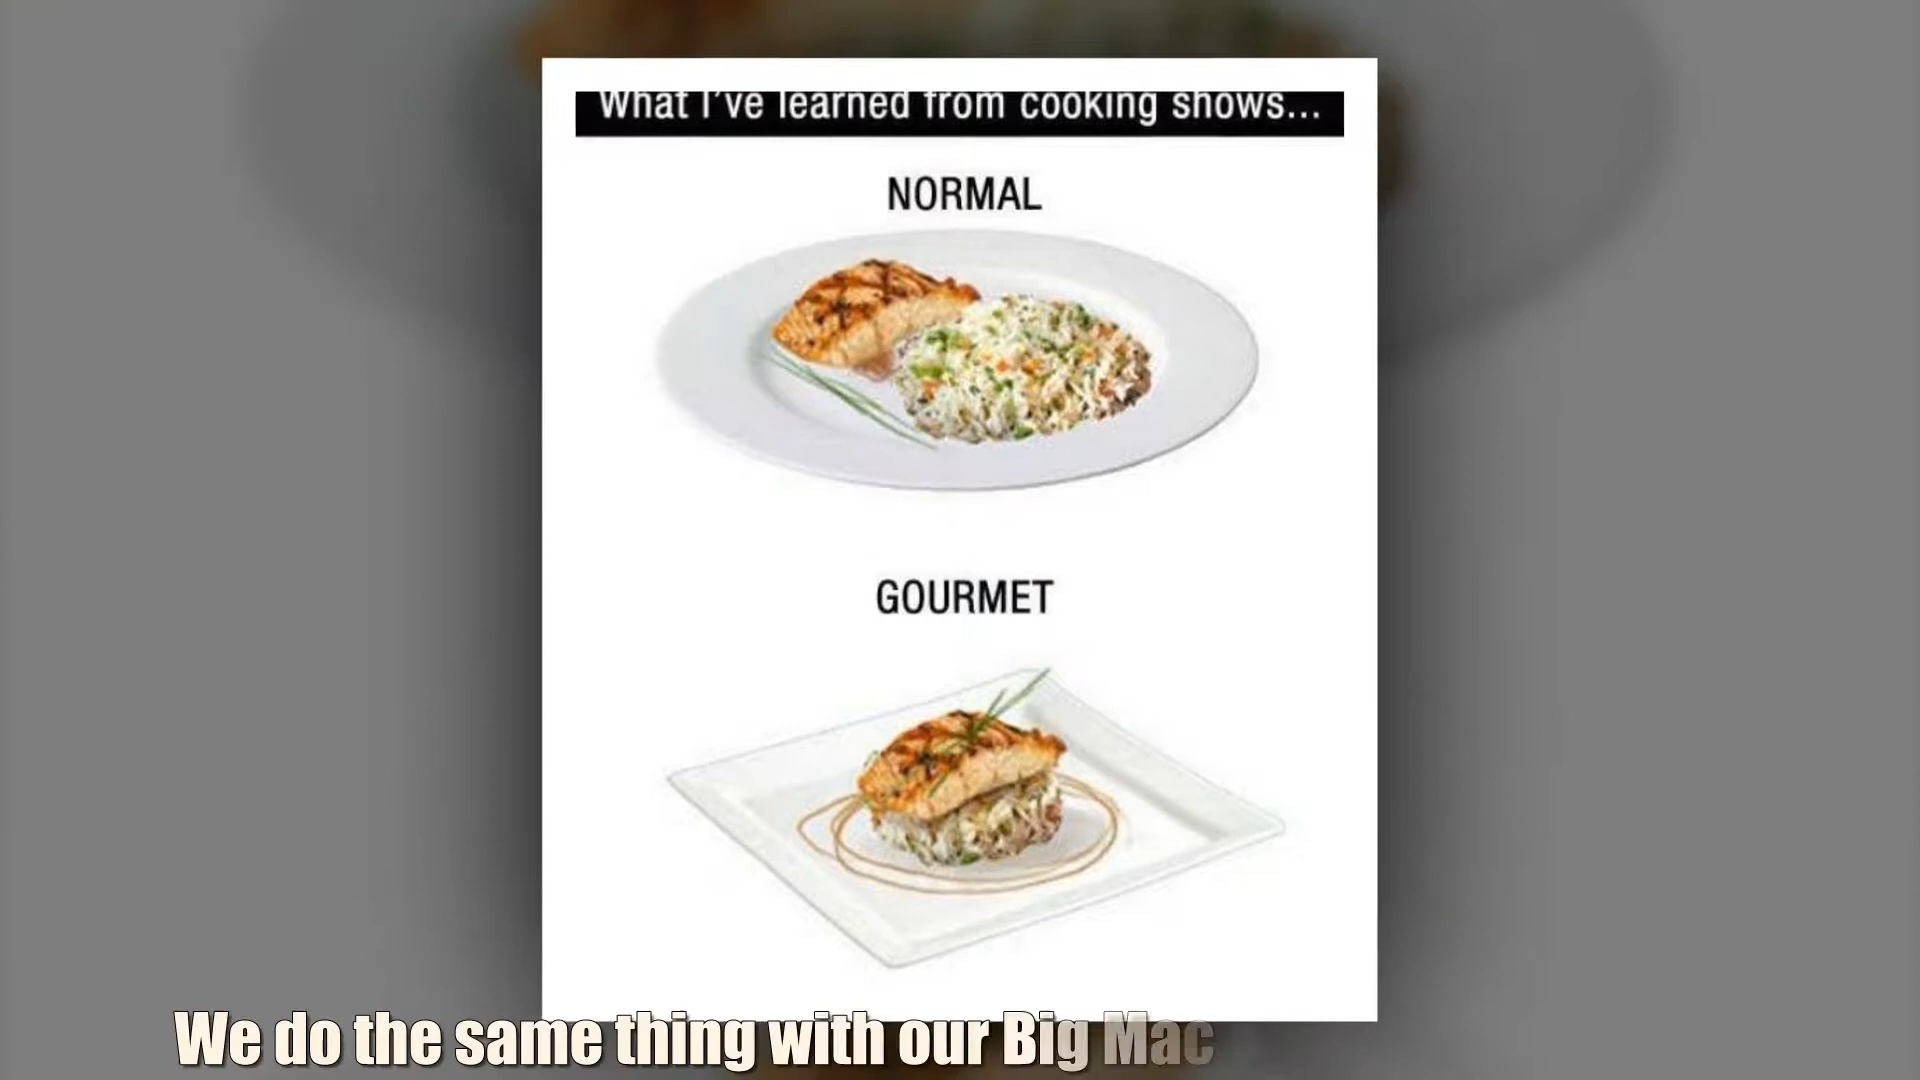 What I've learned from cooking shows...
NORMAL
GOURMET
We do the same thing with our Big Mac